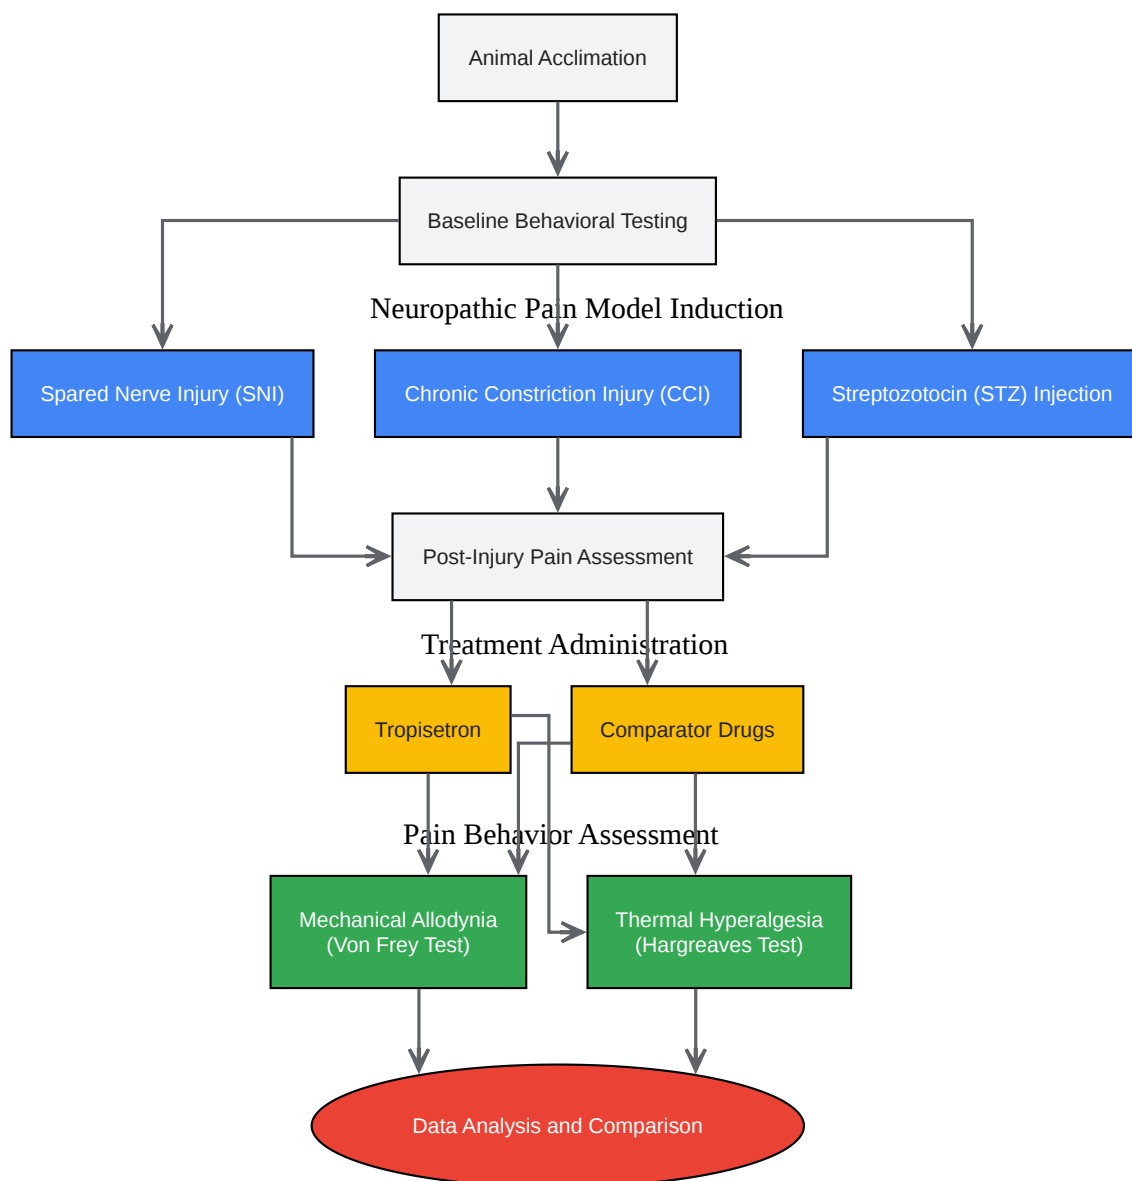 Animal Acclimation
Baseline Behavioral Testing
Neuropathic Pain Model Induction
Spared Nerve Injury (SNI)
Chronic Constriction Injury (CCI)
Streptozotocin (STZ) Injection
Post-Injury Pain Assessment
Treatment Administration
Tropisetron
Comparator Drugs
Pain Behavior Assessment
Mechanical Allodynia
(Von Frey Test)
Thermal Hyperalgesia
(Hargreaves Test)
Data Analysis and Comparison